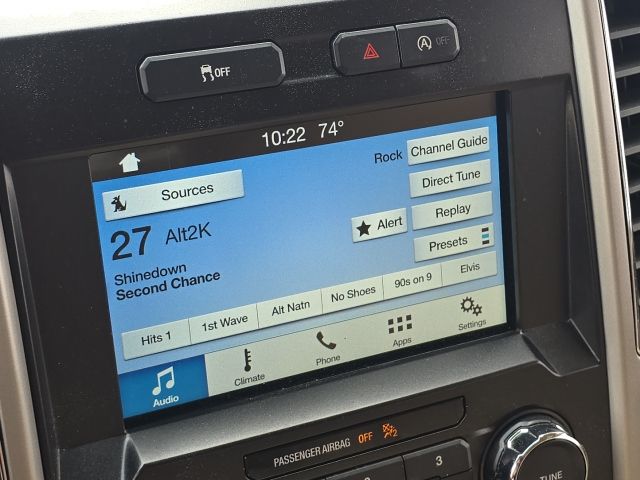 OFF
OFF
10:22 74°
Sources
Rock
Channel Guide
Direct Tune
27 Alt2K
Alert
Replay
Presets
Shinedown
Second Chance
Hits 1
1st Wave
Alt Natn
No Shoes
90s on 9
Elvis
Audio
Climate
Phone
Apps
Settings
PASSENGER AIRBAG OFF 2
3
TUNE